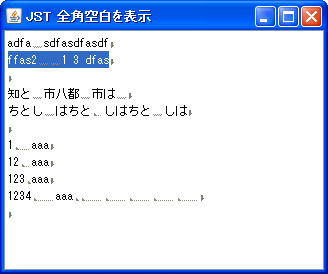 JST 全角空白を表示
adfa　sdfasdfasdf
ffas2　　1 3 dfas
知と　市八都　市は
ちとし　はちと　しはちと　しは
1	aaa
12	aaa
123	aaa
1234	aaa